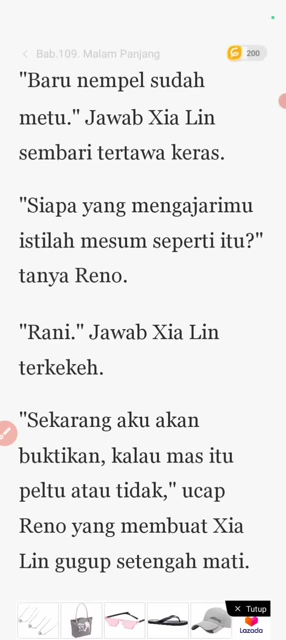 Bab.109. Malam Panjang
200
"Baru nempel sudah
metu." Jawab Xia Lin
sembari tertawa keras.
"Siapa yang mengajarimu
istilah mesum seperti itu?"
tanya Reno.
"Rani." Jawab Xia Lin
terkekeh.
"Sekarang aku akan
buktikan, kalau mas itu
peltu atau tidak," ucap
Reno yang membuat Xia
Lin gugup setengah mati.
Tutup
Lazada